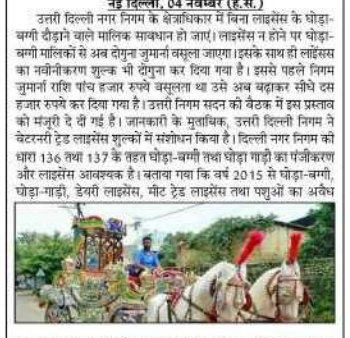 नई दिल्ली, 04 नवम्बर (ह.स.)
उत्तरी दिल्ली नगर निगम के क्षेत्राधिकार में बिना लाइसेंस के घोड़ा-
बग्गी दौड़ाने वाले मालिक सावधान हो जाएं। लाइसेंस न होने पर घोड़ा-
बग्गी मालिकों से अब दोगुना जुर्माना वसूला जाएगा। इसके साथ ही लाईसेंस
का नवीनीकरण शुल्क भी दोगुना कर दिया गया है। इससे पहले निगम
जुमार्ना राशि पांच हजार रुपये वसूलता था उसे अब बढ़ाकर सीधे दस
हजार रुपये कर दिया गया है। उत्तरी निगम सदन की बैठक में इस प्रस्ताव
को मंजूरी दे दी गई है। जानकारी के मुताबिक, उत्तरी दिल्ली निगम ने
वेटरनरी ट्रेड लाइसेंस शुल्कों में संशोधन किया है। दिल्ली नगर निगम की
धारा 136 तथा 137 के तहत घोड़ा-बग्गी तथा घोड़ा गाड़ी का पंजीकरण
और लाइसेंस आवश्यक है। बताया गया कि वर्ष 2015 से घोड़ा-बग्गी,
घोड़ा-गाड़ी, डेयरी लाइसेंस, मीट ट्रेड लाइसेंस तथा पशुओं का अवैध